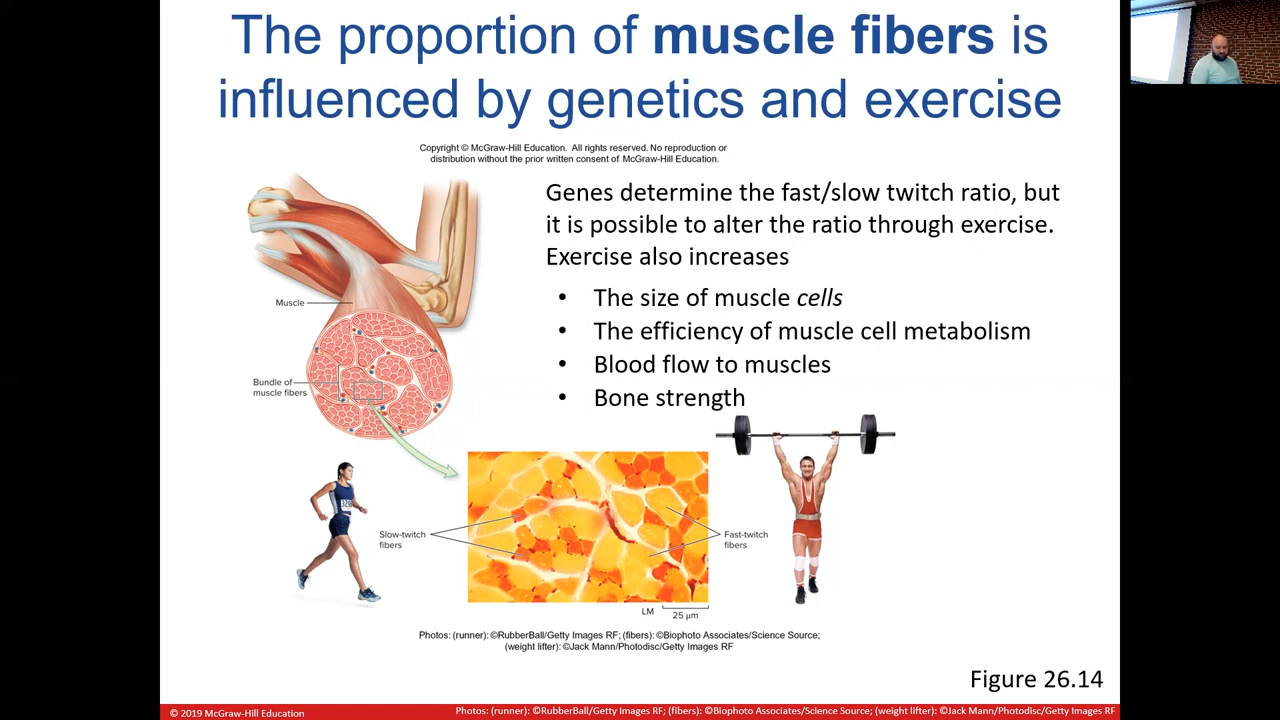 The proportion of muscle fibers is
influenced by genetics and exercise
Copyright © McGraw-Hill Education. All rights reserved. No reproduction or
distribution without the prior written consent of McGraw-Hill Education.
Genes determine the fast/slow twitch ratio, but
it is possible to alter the ratio through exercise.
Exercise also increases
• The size of muscle cells
• The efficiency of muscle cell metabolism
• Blood flow to muscles
• Bone strength
Muscle
Bundle of
muscle fibers
Slow-twitch
fibers
Fast-twitch
fibers
LM
25 µm
Photos: (runner): ©RubberBall/Getty Images RF; (fibers): ©Biophoto Associates/Science Source;
(weight lifter): ©Jack Mann/Photodisc/Getty Images RF
Figure 26.14
© 2019 McGraw-Hill Education
Photos: (runner): ©RubberBall/Getty Images RF; (fibers): ©Biophoto Associates/Science Source; (weight lifter): ©Jack Mann/Photodisc/Getty Images RF